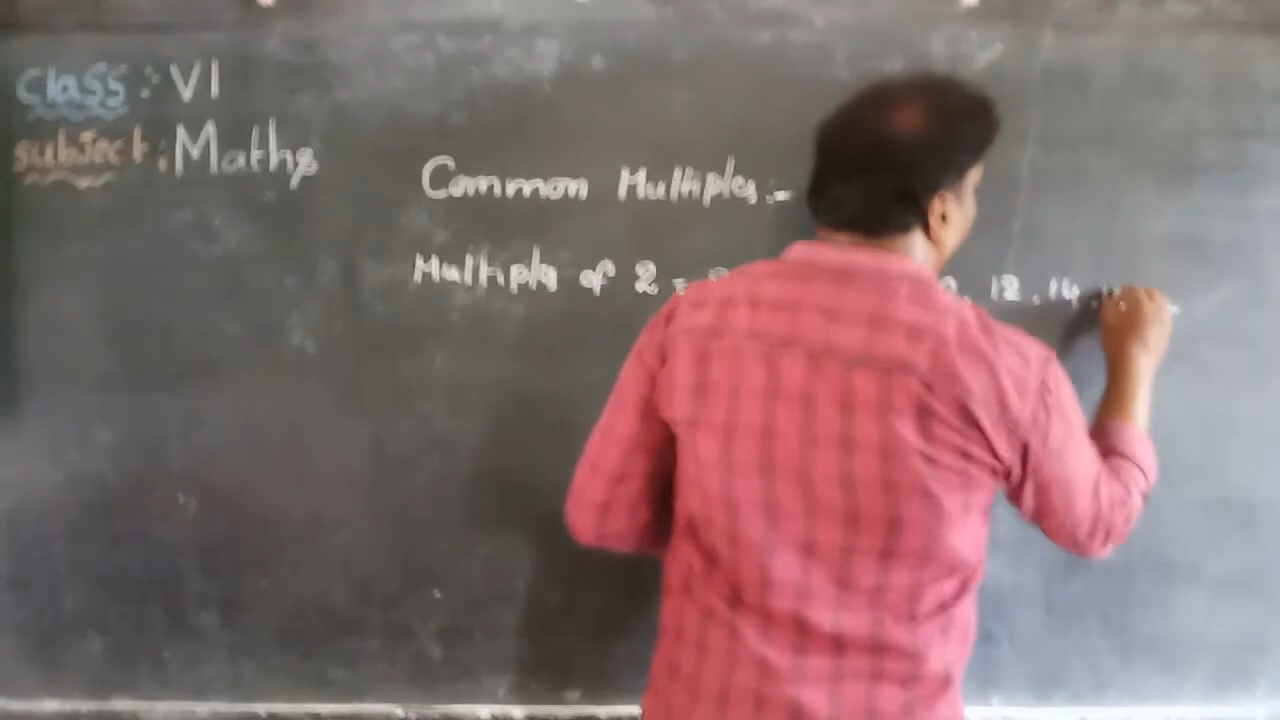 Class : VI
Subject : Maths
Common Multiples :-
Multiples of 2 = 12, 14,